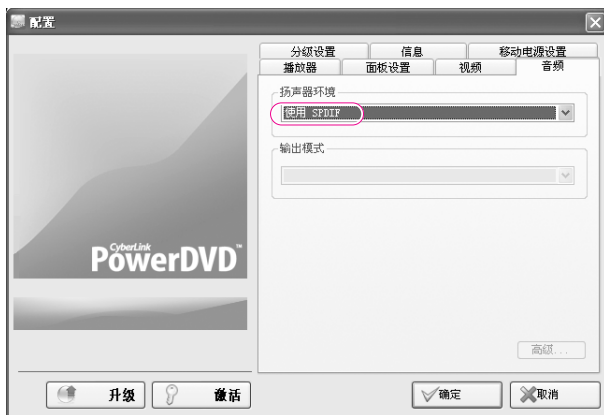 配置
分级设置 信息 移动电源设置
播放器 面板设置 视频 音频
扬声器环境
使用 SPDIF
输出模式
CyberLink
PowerDVD™
高级...
升级 激活 确定 取消